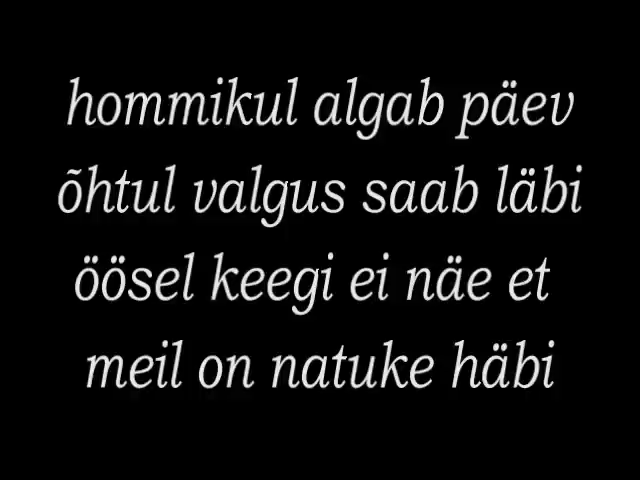 hommikul algab päev
õhtul valgus saab läbi
öösel keegi ei näe et
meil on natuke häbi